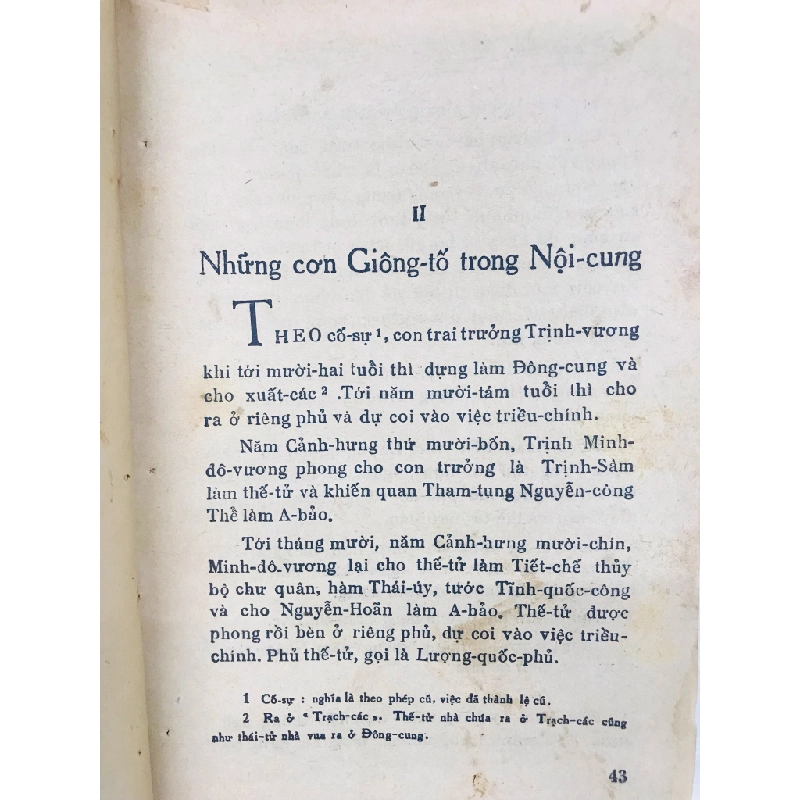 II
Những cơn Giông-tố trong Nội-cung
THEO cố-sự ¹, con trai trưởng Trịnh-vương
khi tới mười-hai tuổi thì dựng làm Đông-cung và
cho xuất-các ² .Tới năm mười-tám tuổi thì cho
ra ở riêng phủ và dự coi vào việc triều-chính.
Năm Cảnh-hưng thứ mười-bốn, Trịnh Minh-
đô-vương phong cho con trưởng là Trịnh-Sâm
làm thế-tử và khiến quan Tham-tụng Nguyễn-công
Thể làm A-bảo.
Tới tháng mười, năm Cảnh-hưng mười-chín,
Minh-đô-vương lại cho thế-tử làm Tiết-chế thủy
bộ chư quân, hàm Thái-úy, tước Tĩnh-quốc-công
và cho Nguyễn-Hoãn làm A-bảo. Thế-tử được
phong rồi bèn ở riêng phủ, dự coi vào việc triều-
chính. Phủ thế-tử, gọi là Lượng-quốc-phủ.
1 Cố-sự : nghĩa là theo phép cũ, việc đã thành lệ cũ.
2 Ra ở « Trạch-các ». Thế-tử nhà chúa ra ở Trạch-các cũng
như thái-tử nhà vua ra ở Đông-cung.
43